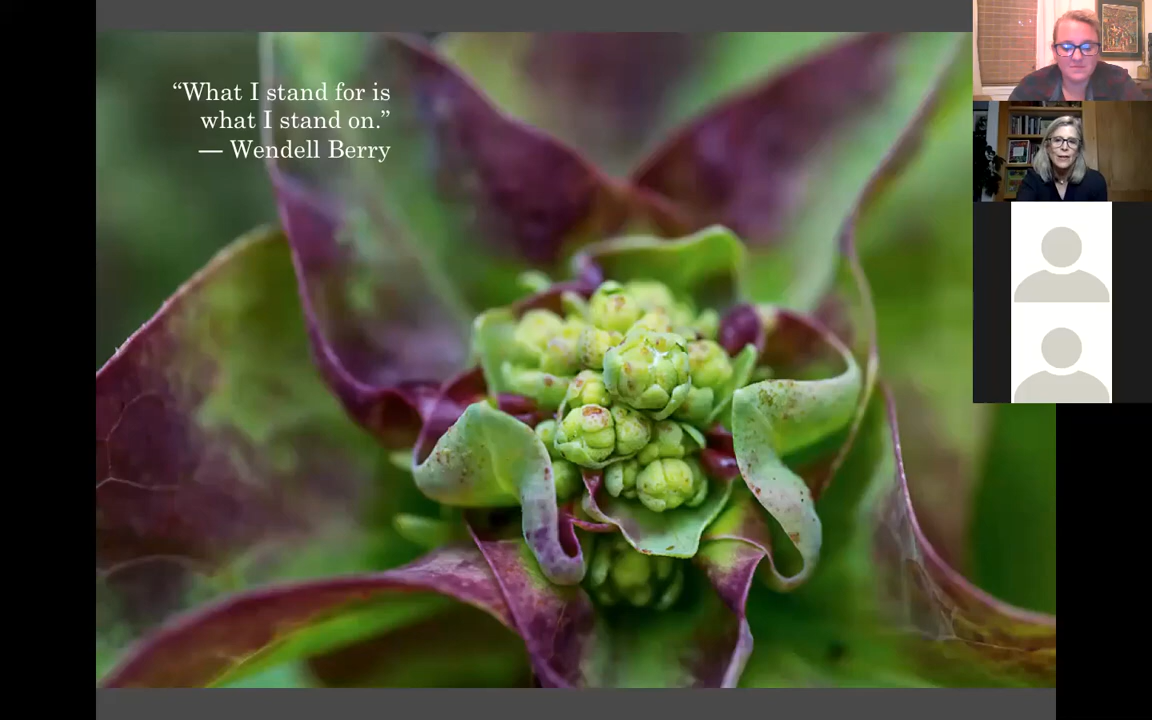 “What I stand for is
what I stand on.”
— Wendell Berry